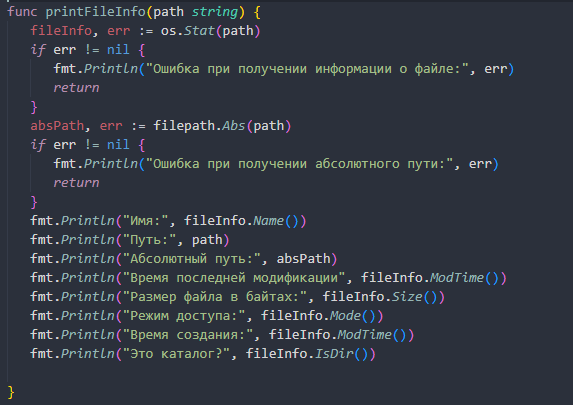 func printFileInfo(path string) {
fileInfo, err := os.Stat(path)
if err != nil {
fmt.Println("Ошибка при получении информации о файле:", err)
return
}
absPath, err := filepath.Abs(path)
if err != nil {
fmt.Println("Ошибка при получении абсолютного пути:", err)
return
}
fmt.Println("Имя:", fileInfo.Name())
fmt.Println("Путь:", path)
fmt.Println("Абсолютный путь:", absPath)
fmt.Println("Время последней модификации", fileInfo.ModTime())
fmt.Println("Размер файла в байтах:", fileInfo.Size())
fmt.Println("Режим доступа:", fileInfo.Mode())
fmt.Println("Время создания:", fileInfo.ModTime())
fmt.Println("Это каталог?", fileInfo.IsDir())
}